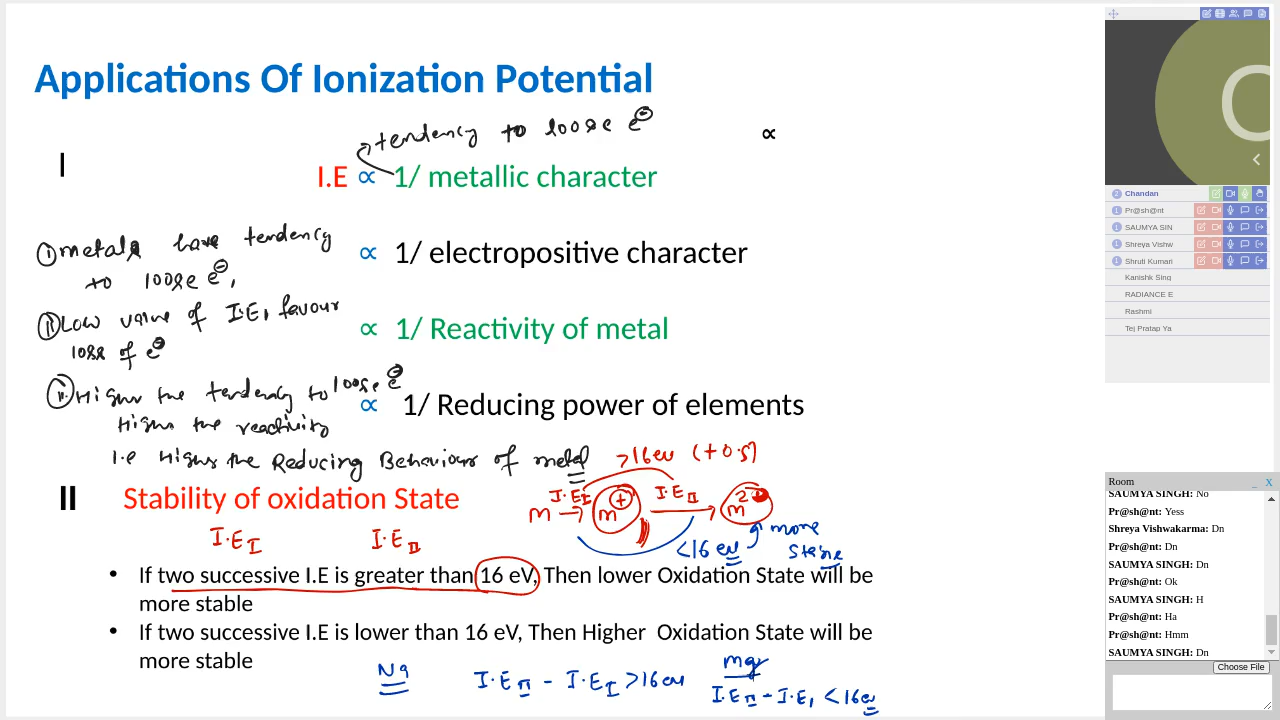 Applications Of Ionization Potential
tendency to loose e⊖
∝
I
I.E ∝ 1/ metallic character
① metals have tendency
to loose e⊖,
∝ 1/ electropositive character
② Low value of I.E, favour
loss of e⊖
∝ 1/ Reactivity of metal
Higher the tendency to loose e⊖
Higher the reactivity
∝ 1/ Reducing power of elements
i.e Higher the Reducing Behaviour of metal
>16ev (+0.5)
II Stability of oxidation State
I.E I I.E II
M → m+ → m2+
I.E I I.E II
<16 ev more
stable
• If two successive I.E is greater than 16 eV, Then lower Oxidation State will be
more stable
• If two successive I.E is lower than 16 eV, Then Higher Oxidation State will be
more stable
Na I.E II - I.E I >16ev
mg
I.E II - I.E, <16ev
C
Chandan
Pr@sh@nt
SAUMYA SIN
Shreya Vishw
Shruti Kumari
Kanishk Sing
RADIANCE E
Rashmi
Tej Pratap Ya
Room _ X
SAUMYA SINGH: No
Pr@sh@nt: Yess
Shreya Vishwakarma: Dn
Pr@sh@nt: Dn
SAUMYA SINGH: Dn
Pr@sh@nt: Ok
SAUMYA SINGH: H
Pr@sh@nt: Ha
Pr@sh@nt: Hmm
SAUMYA SINGH: Dn
Choose File